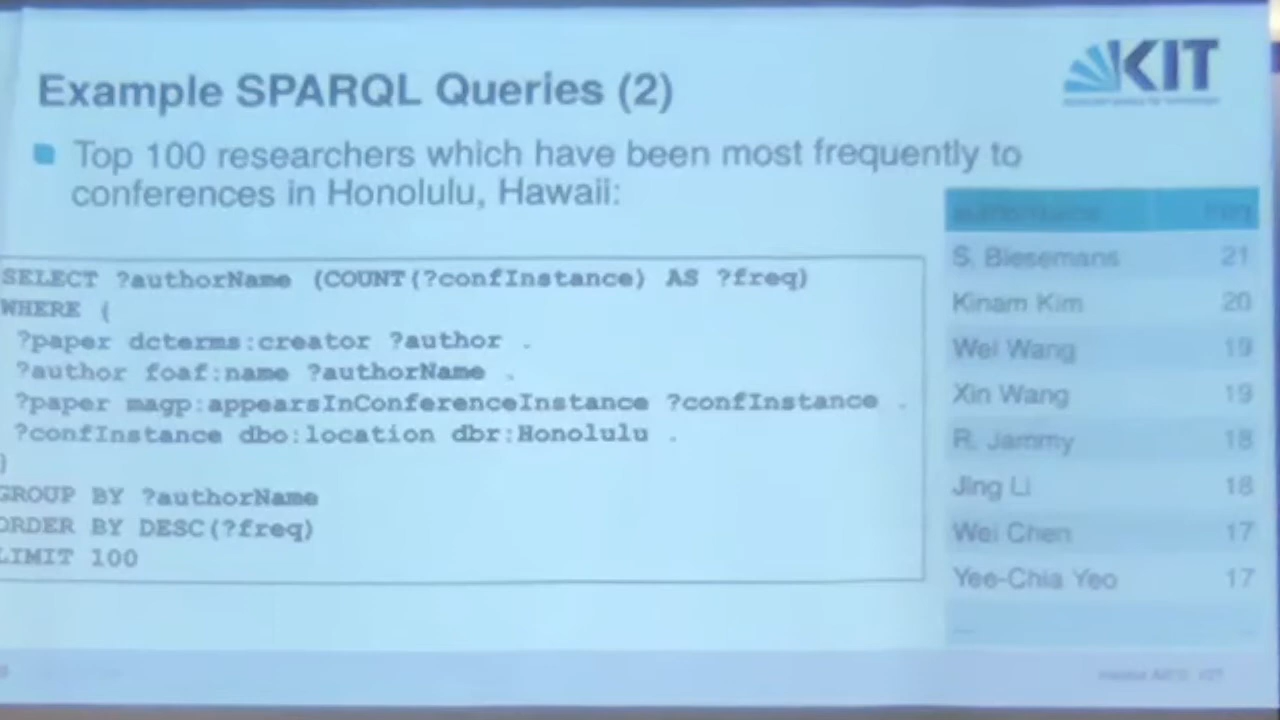 KIT
Example SPARQL Queries (2)
Top 100 researchers which have been most frequently to
conferences in Honolulu, Hawaii:
SELECT ?authorName (COUNT(?confInstance) AS ?freq)
WHERE {
?paper dcterms:creator ?author .
?author foaf:name ?authorName .
?paper magp:appearsInConferenceInstance ?confInstance .
?confInstance dbo:location dbr:Honolulu .
}
GROUP BY ?authorName
ORDER BY DESC(?freq)
LIMIT 100
S. Biesemans 21
Kinam Kim 20
Wei Wang 19
Xin Wang 19
R. Jammy 18
Jing Li 18
Wei Chen 17
Yee-Chia Yeo 17
... ...